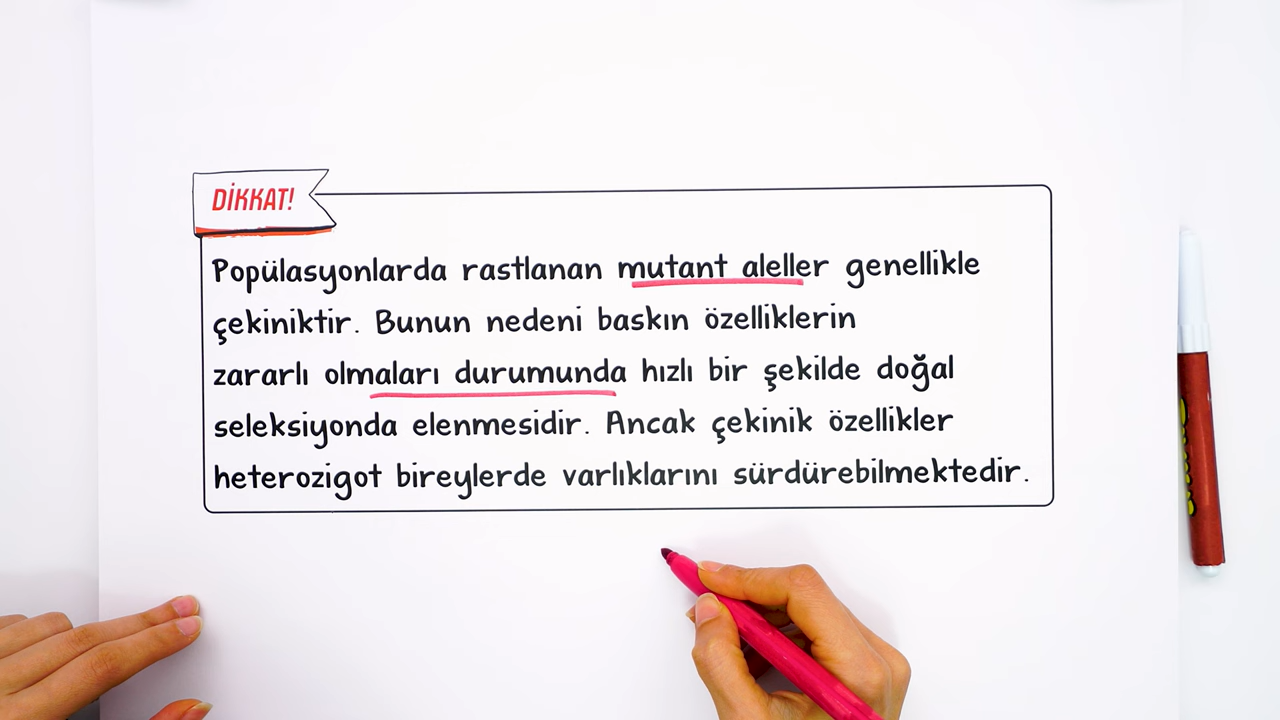 DİKKAT!
Popülasyonlarda rastlanan mutant aleller genellikle
çekiniktir. Bunun nedeni baskın özelliklerin
zararlı olmaları durumunda hızlı bir şekilde doğal
seleksiyonda elenmesidir. Ancak çekinik özellikler
heterozigot bireylerde varlıklarını sürdürebilmektedir.